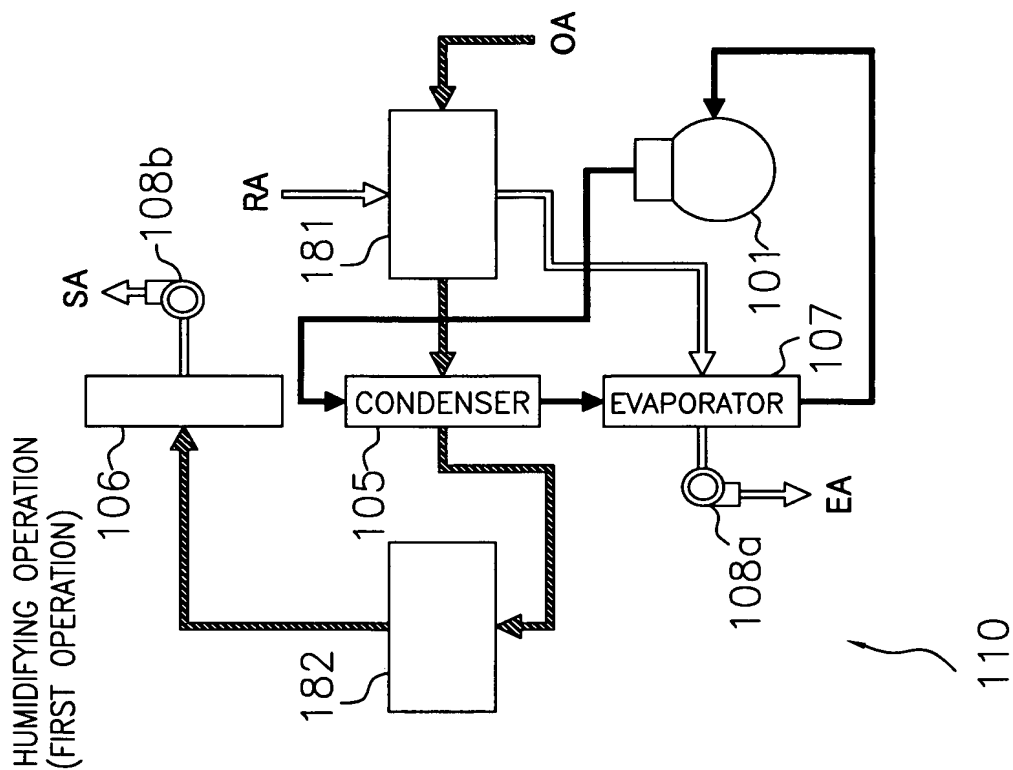 HUMIDIFYING OPERATION
(FIRST OPERATION)
SA
108b
RA
OA
106
181
CONDENSER
105
182
EVAPORATOR
107
101
108a
EA
110